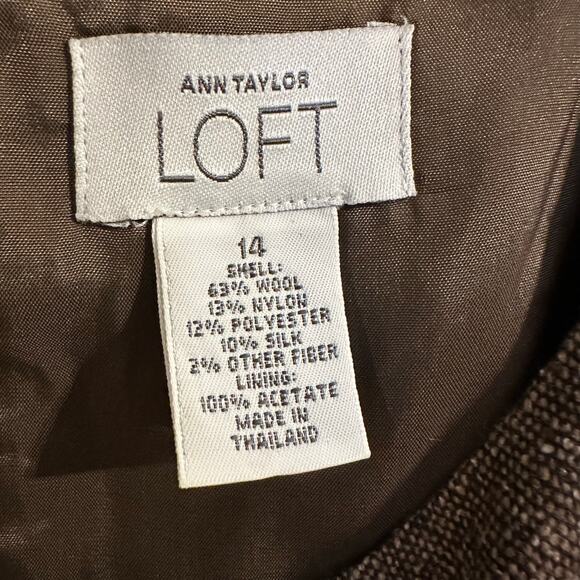 ANN TAYLOR
LOFT
14
SHELL:
63% WOOL
13% NYLON
12% POLYESTER
10% SILK
2% OTHER FIBER
LINING:
100% ACETATE
MADE IN
THAILAND